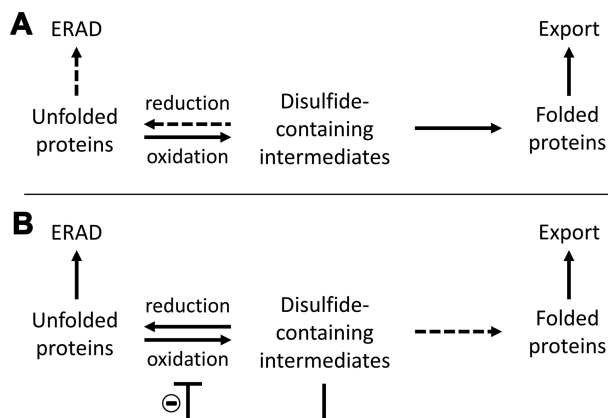 A
ERAD
Export
Unfolded
proteins
reduction
oxidation
Disulfide-
containing
intermediates
Folded
proteins
B
ERAD
Export
Unfolded
proteins
reduction
oxidation
Disulfide-
containing
intermediates
Folded
proteins